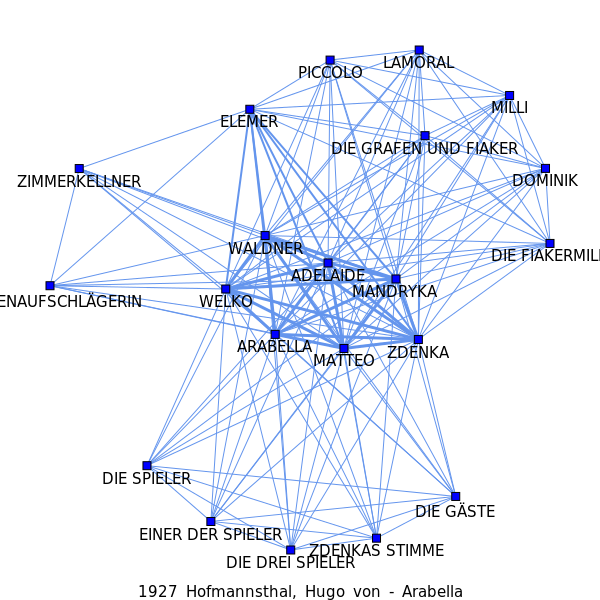 PICCOLO
LAMORAL
MILLI
ELEMER
DIE GRAFEN UND FIAKER
ZIMMERKELLNER
DOMINIK
WALDNER
DIE FIAKERMILL
ADELAIDE
MANDRYKA
ENAUFSCHLÄGERIN
WELKO
ARABELLA
MATTEO
ZDENKA
DIE SPIELER
DIE GÄSTE
EINER DER SPIELER
ZDENKAS STIMME
DIE DREI SPIELER
1927 Hofmannsthal, Hugo von - Arabella